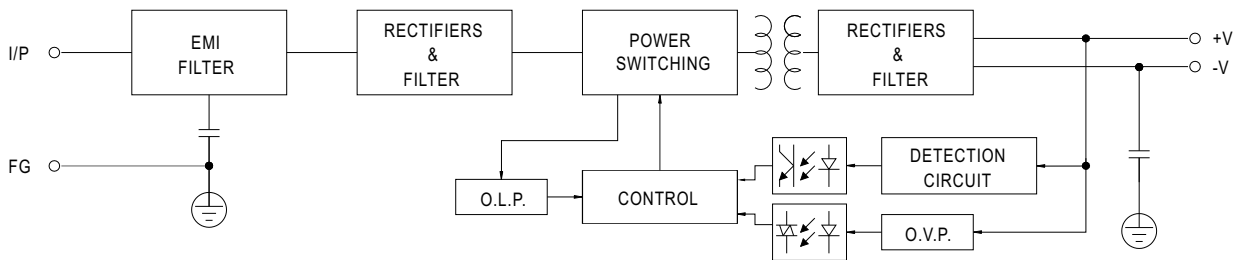 I/P
EMI
FILTER
RECTIFIERS
&
FILTER
POWER
SWITCHING
RECTIFIERS
&
FILTER
+V
-V
FG
O.L.P.
CONTROL
DETECTION
CIRCUIT
O.V.P.